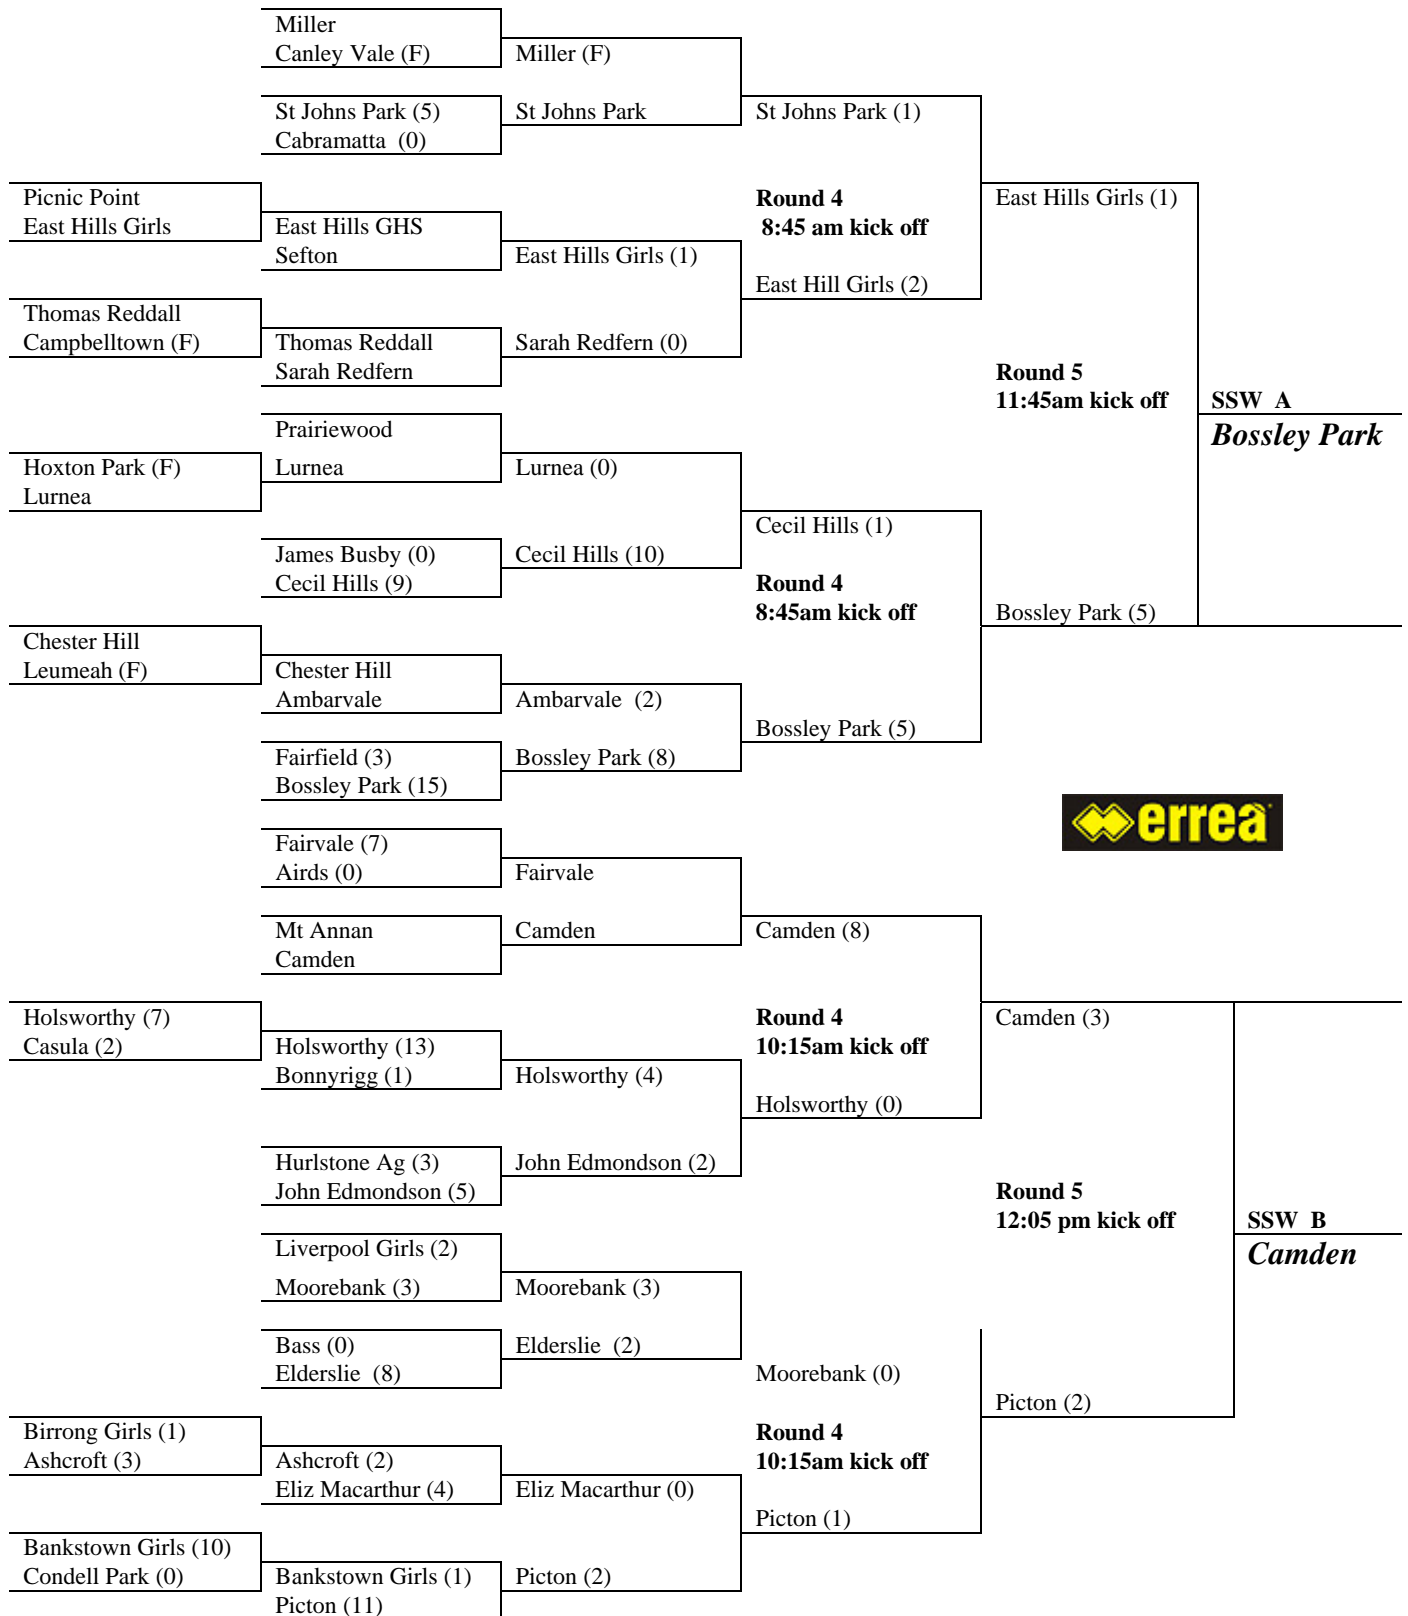 Miller
Canley Vale (F)
Miller (F)
St Johns Park (5)
Cabramatta (0)
St Johns Park
St Johns Park (1)
Picnic Point
East Hills Girls
East Hills GHS
Sefton
East Hills Girls (1)
Round 4
8:45 am kick off
East Hills Girls (1)
East Hill Girls (2)
Thomas Reddall
Campbelltown (F)
Thomas Reddall
Sarah Redfern
Sarah Redfern (0)
Round 5
11:45am kick off
SSW A
Bossley Park
Prairiewood
Lurnea
Hoxton Park (F)
Lurnea
Lurnea (0)
Cecil Hills (1)
James Busby (0)
Cecil Hills (9)
Cecil Hills (10)
Round 4
8:45am kick off
Bossley Park (5)
Chester Hill
Leumeah (F)
Chester Hill
Ambarvale
Ambarvale (2)
Bossley Park (5)
Fairfield (3)
Bossley Park (15)
Bossley Park (8)
errea
Fairvale (7)
Airds (0)
Fairvale
Mt Annan
Camden
Camden
Camden (8)
Holsworthy (7)
Casula (2)
Holsworthy (13)
Bonnyrigg (1)
Holsworthy (4)
Round 4
10:15am kick off
Camden (3)
Holsworthy (0)
Hurlstone Ag (3)
John Edmondson (5)
John Edmondson (2)
Round 5
12:05 pm kick off
SSW B
Camden
Liverpool Girls (2)
Moorebank (3)
Moorebank (3)
Bass (0)
Elderslie (8)
Elderslie (2)
Moorebank (0)
Picton (2)
Birrong Girls (1)
Ashcroft (3)
Ashcroft (2)
Eliz Macarthur (4)
Eliz Macarthur (0)
Round 4
10:15am kick off
Picton (1)
Bankstown Girls (10)
Condell Park (0)
Bankstown Girls (1)
Picton (11)
Picton (2)